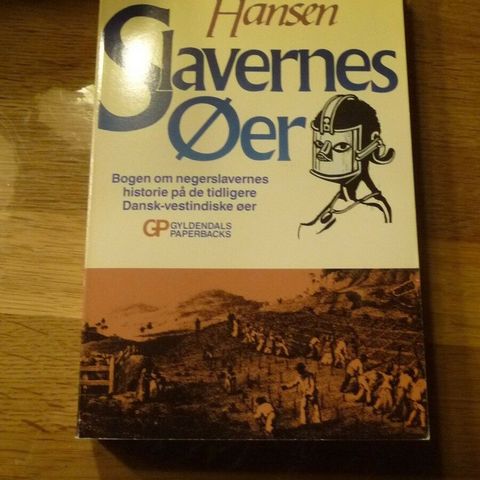 Hansen
Slavernes
Øer
Bogen om negerslavernes
historie på de tidligere
Dansk-vestindiske øer
GP GYLDENDALS
PAPERBACKS